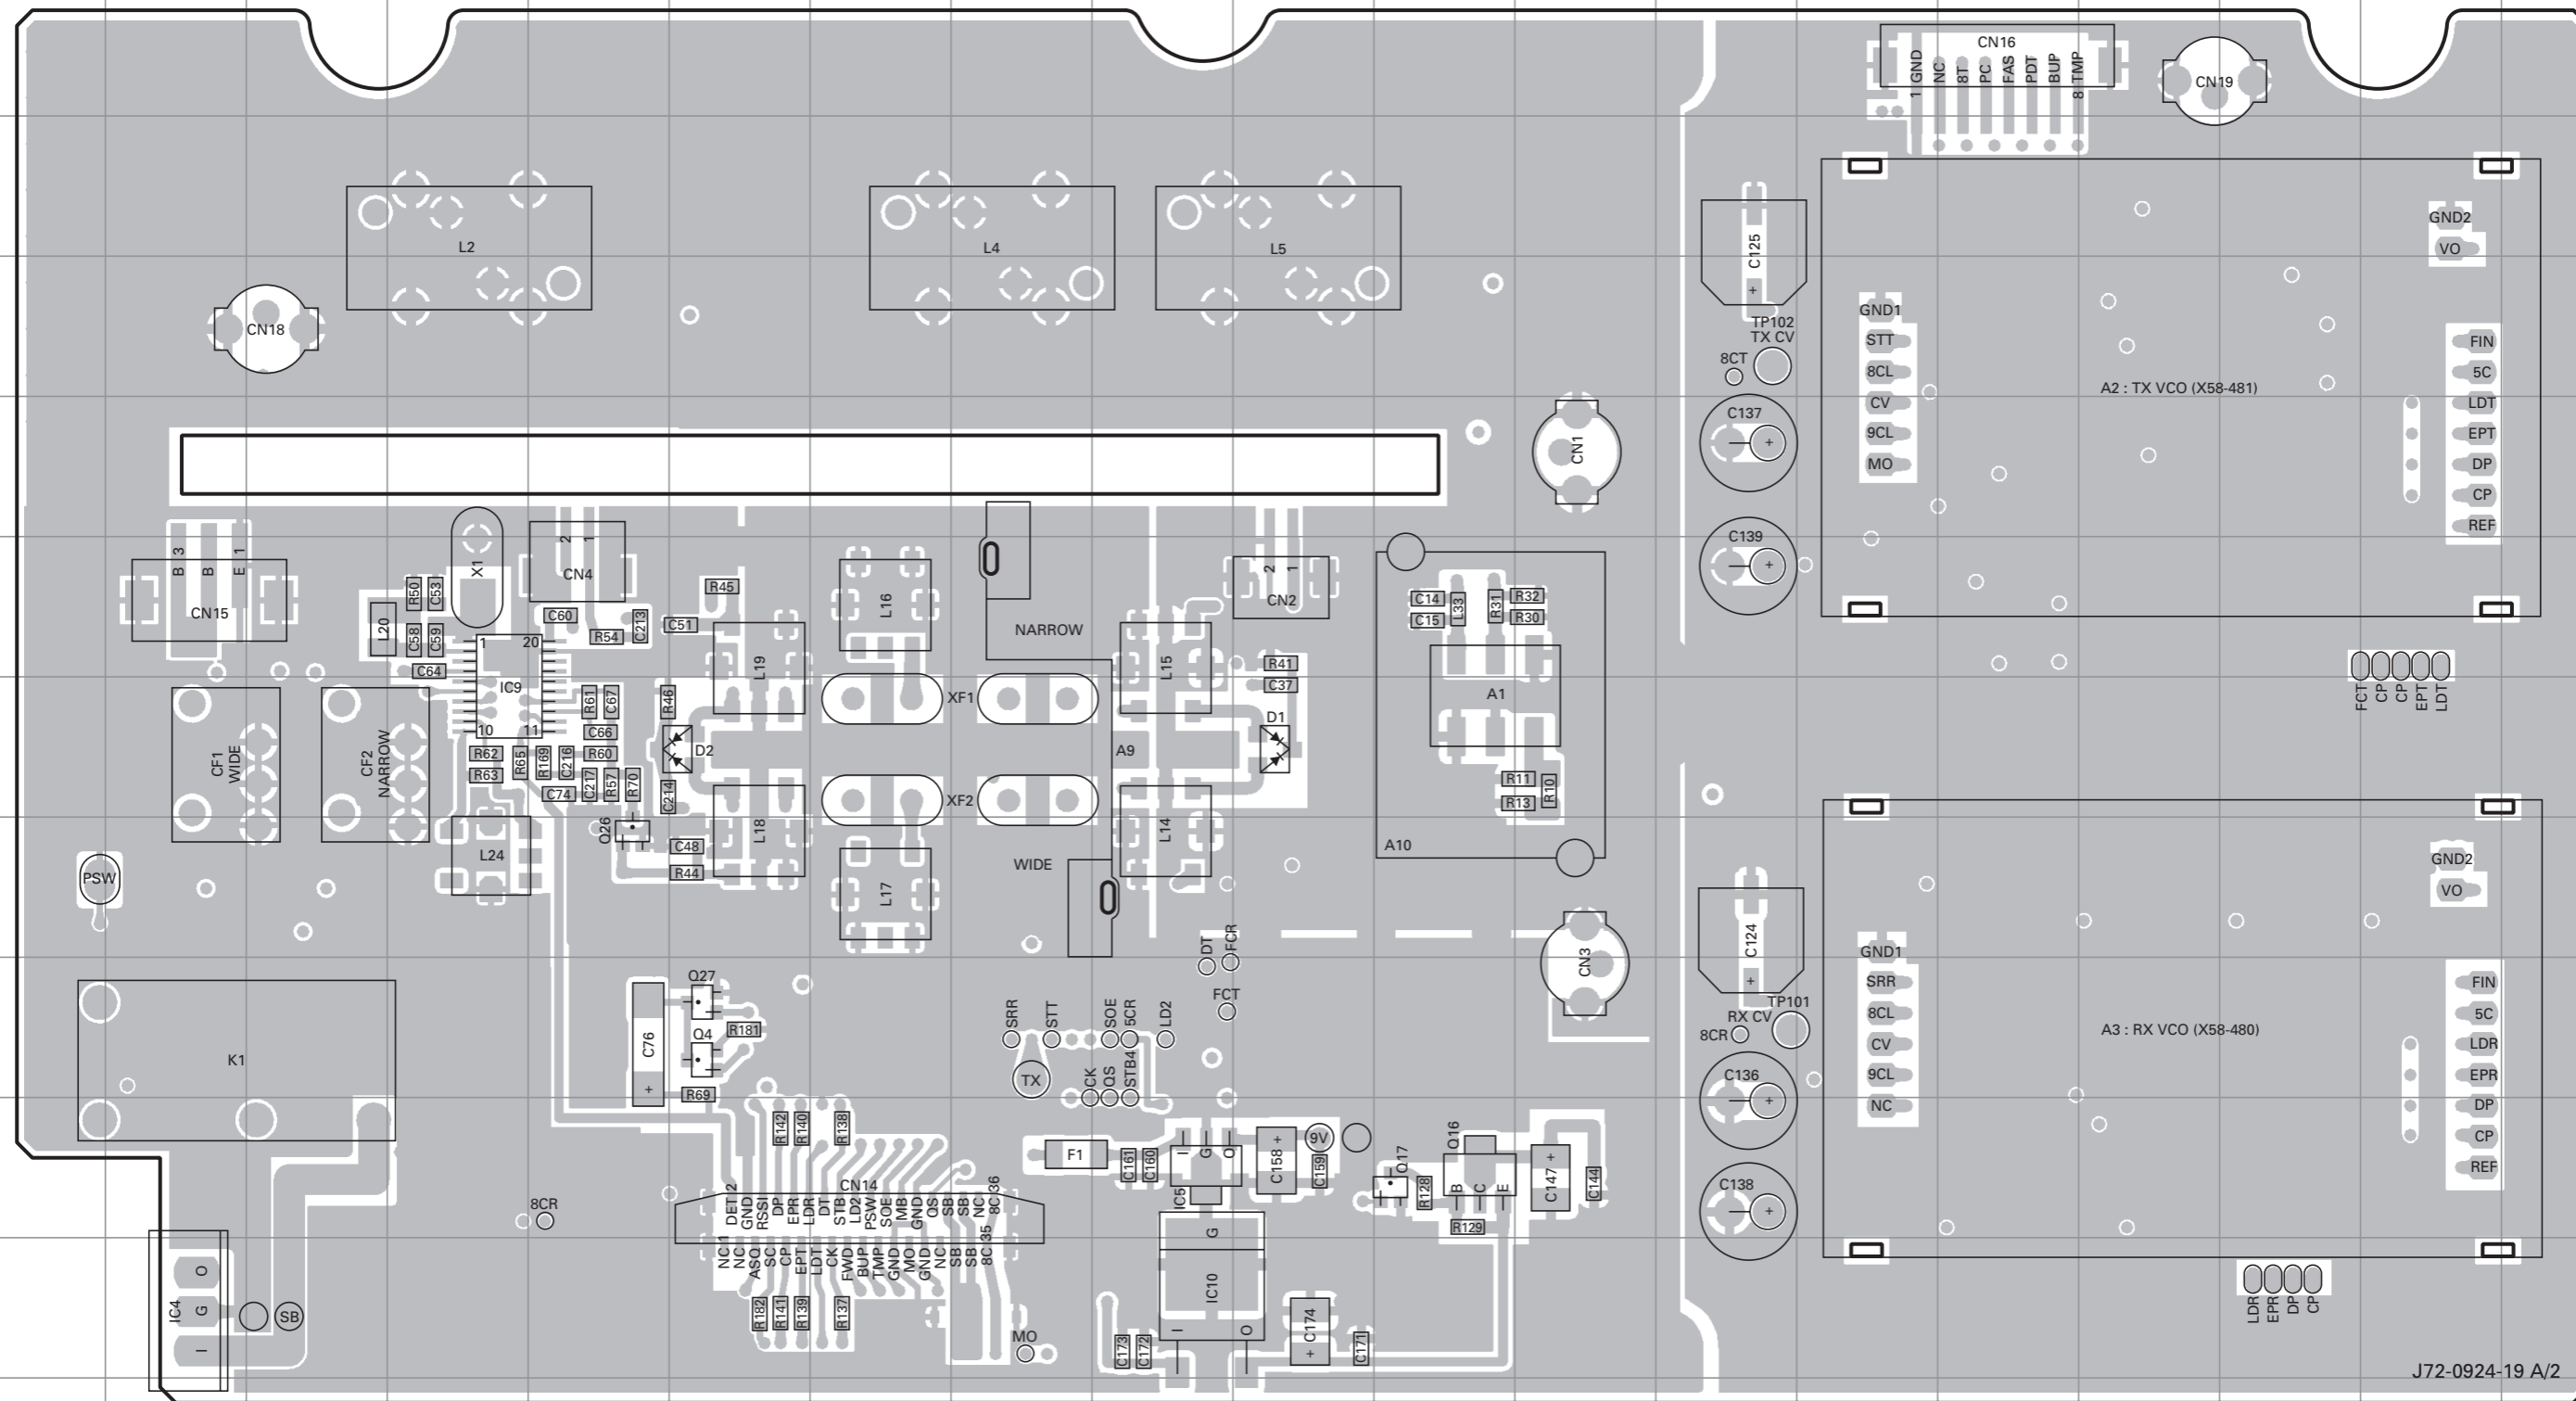 CN16
1 GND
NC
8T
PC
FAS
PDT
BUP
8 TMP
CN19
L2
L4
L5
C125
+
GND2
VO
CN18
TP102
TX CV
8CT
GND1
STT
8CL
CV
9CL
MO
A2 : TX VCO (X58-481)
FIN
5C
LDT
EPT
DP
CP
REF
C137
+
CN1
C139
+
B 3
B
E 1
CN15
X1
2
1
CN4
R50
C53
L20
C58
C59
C60
R54
C213
C51
R45
L16
NARROW
2
1
CN2
C14
C15
L33
R31
R32
R30
1
20
IC9
10
11
C64
L19
L15
R41
C37
A1
FCT
CP
CP
EPT
LDT
R61
C67
R46
C66
R60
XF1
D1
D2
A9
CF1
WIDE
CF2
NARROW
R62
R63
R65
R169
C216
C74
C217
R57
R70
C214
XF2
R11
R13
R10
Q26
L18
L14
C48
R44
L24
L17
WIDE
A10
PSW
C124
+
GND2
VO
DT
FCR
CN3
GND1
SRR
8CL
CV
9CL
NC
A3 : RX VCO (X58-480)
FIN
5C
LDR
EPR
DP
CP
REF
TP101
RX CV
8CR
Q27
Q4
R181
C76
+
R69
SRR
STT
SOE
5CR
LD2
FCT
TX
CK
QS
STB4
K1
C136
+
R142
R140
R138
F1
C161
C160
I
G
O
IC5
C158
+
9V
C159
Q17
R128
Q16
B
C
E
R129
C147
+
C144
C138
+
8CR
CN14
DET 2
GND
RSSI
DP
EPR
LDR
DT
STB
LD2
PSW
SOE
MB
GND
QS
SB
SB
NC
8C 36
NC 1
NC
ASQ
SC
CP
EPT
LDT
CK
FWD
BUP
TMP
GND
MO
GND
NC
SB
SB
8C 35
R182
R141
R139
R137
G
IC10
I
O
C174
+
C173
C172
C171
MO
IC4
O
G
I
SB
LDR
EPR
DP
CP
J72-0924-19 A/2